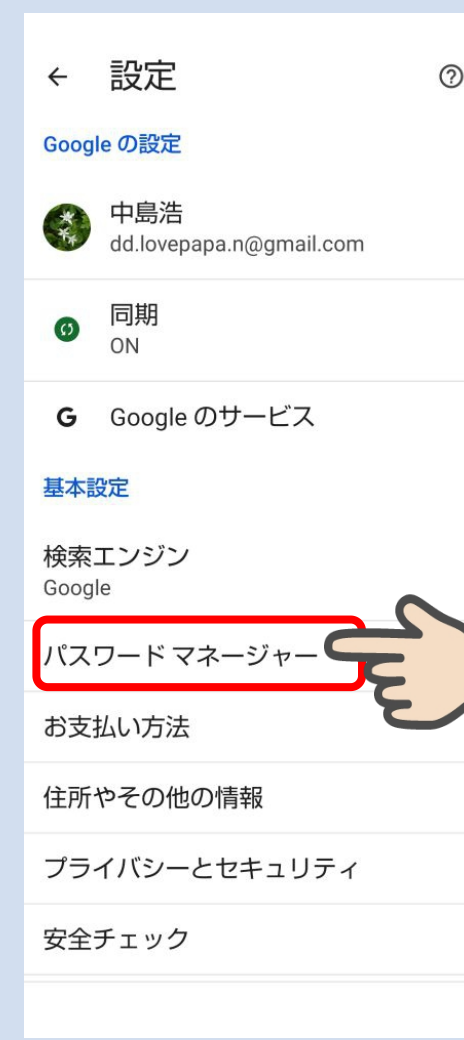 設定
Google の設定
中島浩
dd.lovepapa.n@gmail.com
同期
ON
G Google のサービス
基本設定
検索エンジン
Google
パスワード マネージャー
お支払い方法
住所やその他の情報
プライバシーとセキュリティ
安全チェック